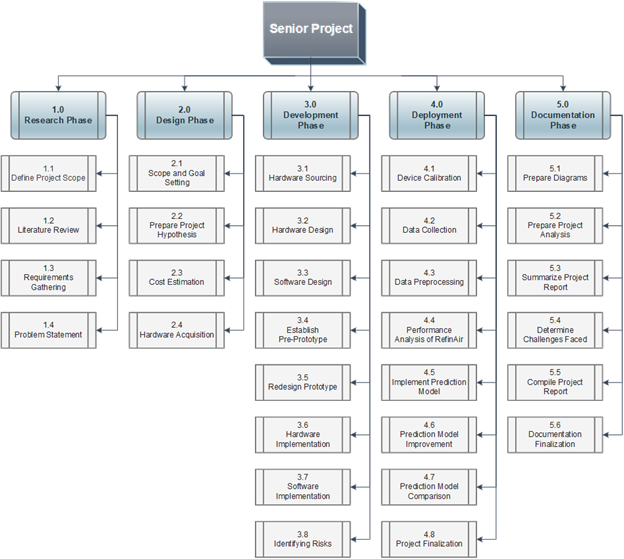 Senior Project
1.0
Research Phase
2.0
Design Phase
3.0
Development
Phase
4.0
Deployment
Phase
5.0
Documentation
Phase
1.1
Define Project Scope
1.2
Literature Review
1.3
Requirements
Gathering
1.4
Problem Statement
2.1
Scope and Goal
Setting
2.2
Prepare Project
Hypothesis
2.3
Cost Estimation
2.4
Hardware Acquisition
3.1
Hardware Sourcing
3.2
Hardware Design
3.3
Software Design
3.4
Establish
Pre-Prototype
3.5
Redesign Prototype
3.6
Hardware
Implementation
3.7
Software
Implementation
3.8
Identifying Risks
4.1
Device Calibration
4.2
Data Collection
4.3
Data Preprocessing
4.4
Performance
Analysis of RefinAir
4.5
Implement Prediction
Model
4.6
Prediction Model
Improvement
4.7
Prediction Model
Comparison
4.8
Project Finalization
5.1
Prepare Diagrams
5.2
Prepare Project
Analysis
5.3
Summarize Project
Report
5.4
Determine
Challenges Faced
5.5
Compile Project
Report
5.6
Documentation
Finalization